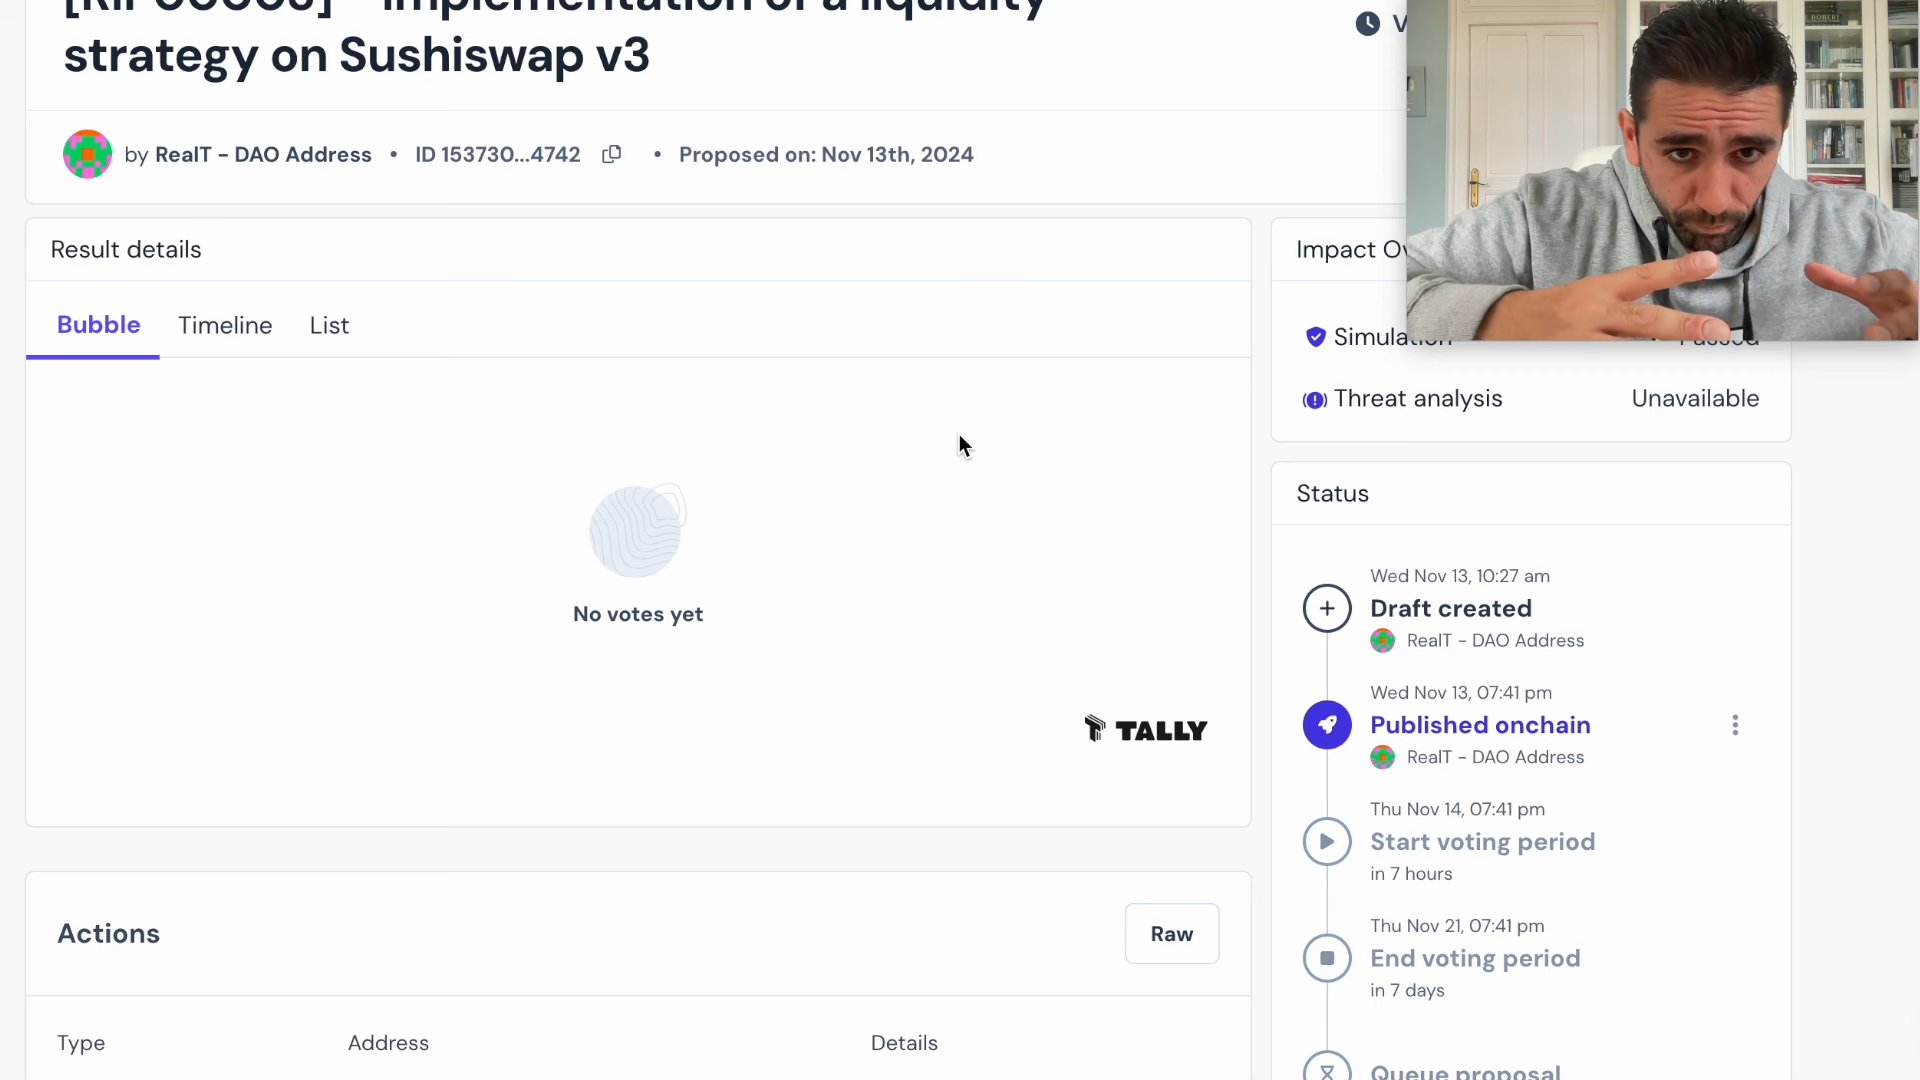 strategy on Sushiswap v3
by RealT - DAO Address • ID 153730...4742 • Proposed on: Nov 13th, 2024
Result details
Bubble Timeline List
No votes yet
TALLY
Actions
Raw
Type Address Details
Impact
Threat analysis Unavailable
Status
Wed Nov 13, 10:27 am
Draft created
RealT - DAO Address
Wed Nov 13, 07:41 pm
Published onchain
RealT - DAO Address
Thu Nov 14, 07:41 pm
Start voting period
in 7 hours
Thu Nov 21, 07:41 pm
End voting period
in 7 days
Queue proposal